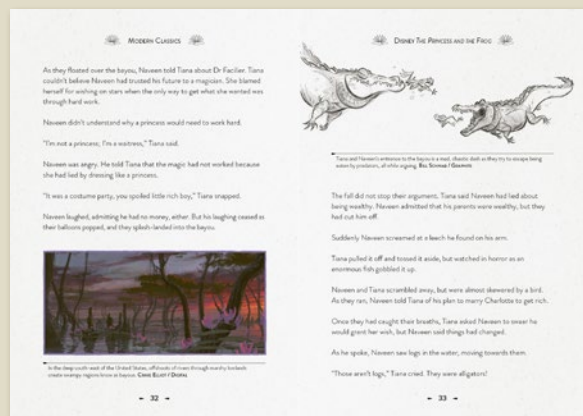 MODERN CLASSICS
As they floated over the bayou, Naveen told Tiana about Dr Facilier. Tiana
couldn't believe Naveen had trusted his future to a magician. She blamed
herself for wishing on stars when the only way to get what she wanted was
through hard work.
Naveen didn't understand why a princess would need to work hard.
"I'm not a princess, I'm a waitress," Tiana said.
Naveen was angry. He told Tiana that the magic had not worked because
she had lied by dressing like a princess.
"It was a costume party, you spoiled little rich boy," Tiana snapped.
Naveen laughed, admitting he had no money, either. But his laughing ceased as
their balloons popped, and they splash-landed into the bayou.
In the deep south-east of the United States, offshoots of rivers through marshy lowlands
create swampy regions known as bayous. CRAIG ELLIOTT / DIGITAL
32
DISNEY THE PRINCESS AND THE FROG
Tiana and Naveen's entrance to the bayou is a mad, chaotic dash as they try to escape being
eaten by predators, all while arguing. BILL SCHWAB / GRAPHITE
The fall did not stop their argument. Tiana said Naveen had lied about
being wealthy. Naveen admitted that his parents were wealthy, but they
had cut him off.
Suddenly Naveen screamed at a leech he found on his arm.
Tiana pulled it off and tossed it aside, but watched in horror as an
enormous fish gobbled it up.
Naveen and Tiana scrambled away, but were almost skewered by a bird.
As they ran, Naveen told Tiana of his plan to marry Charlotte to get rich.
Once they had caught their breaths, Tiana asked Naveen to swear he
would grant her wish, but Naveen said things had changed.
As he spoke, Naveen saw logs in the water, moving towards them.
"Those aren't logs," Tiana cried. They were alligators!
33